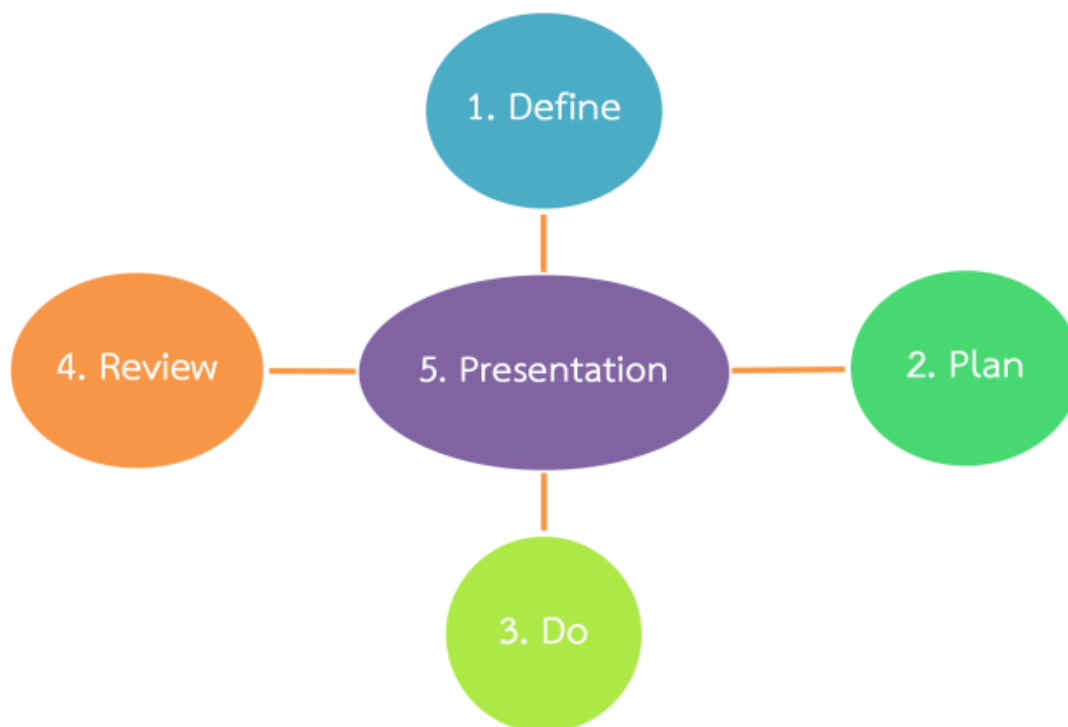 1. Define
2. Plan
3. Do
4. Review
5. Presentation